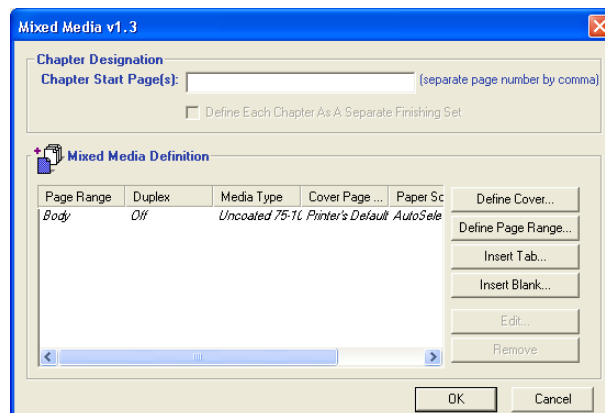 Mixed Media v1.3
Chapter Designation
Chapter Start Page(s): (separate page number by comma)
Define Each Chapter As A Separate Finishing Set
Mixed Media Definition
Page Range Duplex Media Type Cover Page ... Paper Sc
Body Off Uncoated 75-10 Printer's Default AutoSele
Define Cover...
Define Page Range...
Insert Tab...
Insert Blank...
Edit...
Remove
OK Cancel